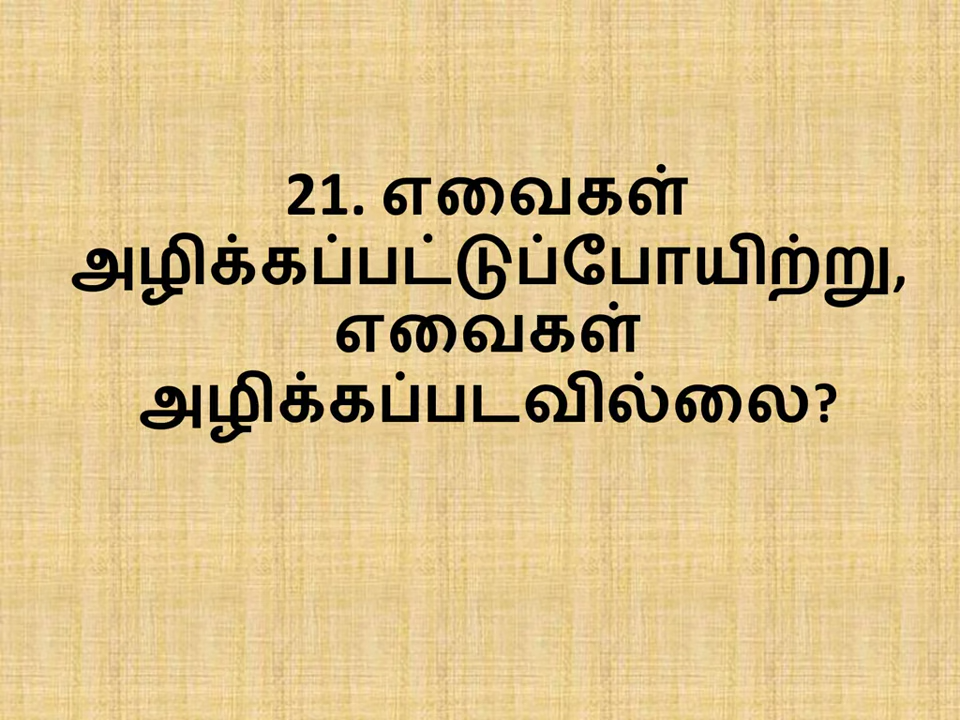 21. எவைகள்
அழிக்கப்பட்டுப்போயிற்று,
எவைகள்
அழிக்கப்படவில்லை?